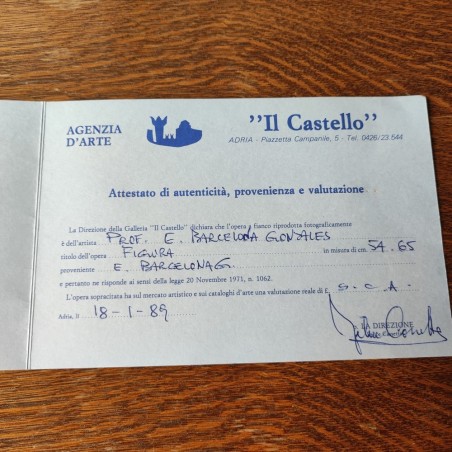 AGENZIA
D'ARTE
"Il Castello"
ADRIA - Piazzetta Campanile, 5 - Tel. 0426/23 544
Attestato di autenticità, provenienza e valutazione
La Direzione della Galleria "Il Castello" dichiara che l'opera a fianco riprodotta fotograficamente
è dell'artista PROF. E. BARCELONA GONZALES
titolo dell'opera FIGURA in misura di cm. 54.65
proveniente E. BARCELONA G.
e pertanto ne risponde ai sensi della legge 20 Novembre 1971, n. 1062.
L'opera sopracitata ha sul mercato artistico e sui cataloghi d'arte una valutazione reale di £ S.C.A.
Adria, lì 18-1-89
LA DIREZIONE